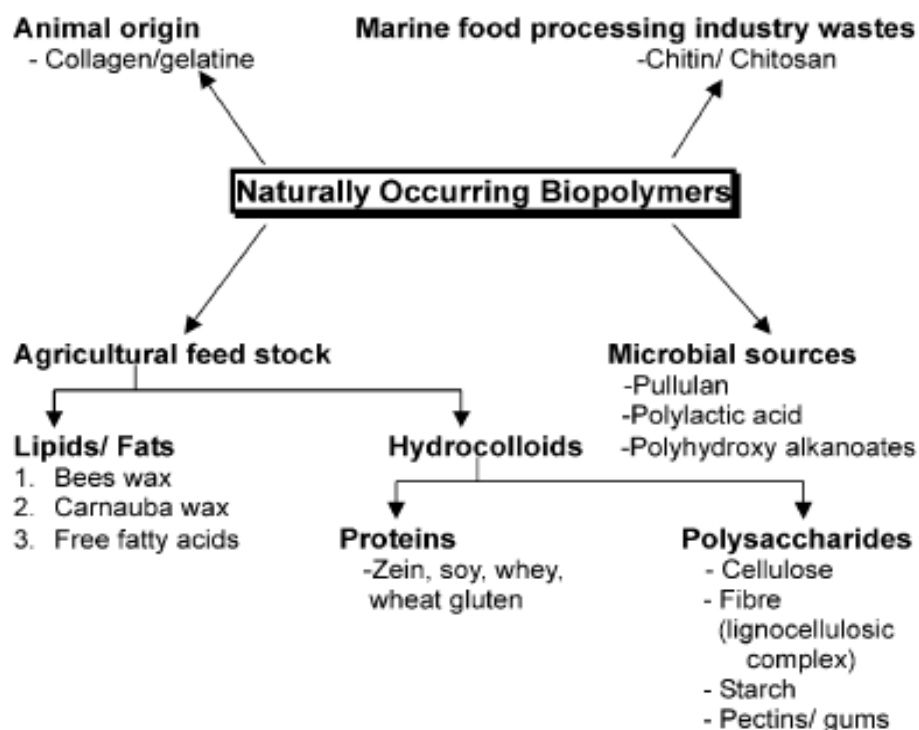 Animal origin
- Collagen/gelatine
Marine food processing industry wastes
-Chitin/ Chitosan
Naturally Occurring Biopolymers
Agricultural feed stock
Microbial sources
-Pullulan
-Polylactic acid
-Polyhydroxy alkanoates
Lipids/ Fats
1. Bees wax
2. Carnauba wax
3. Free fatty acids
Hydrocolloids
Proteins
-Zein, soy, whey,
wheat gluten
Polysaccharides
- Cellulose
- Fibre
(lignocellulosic
complex)
- Starch
- Pectins/ gums